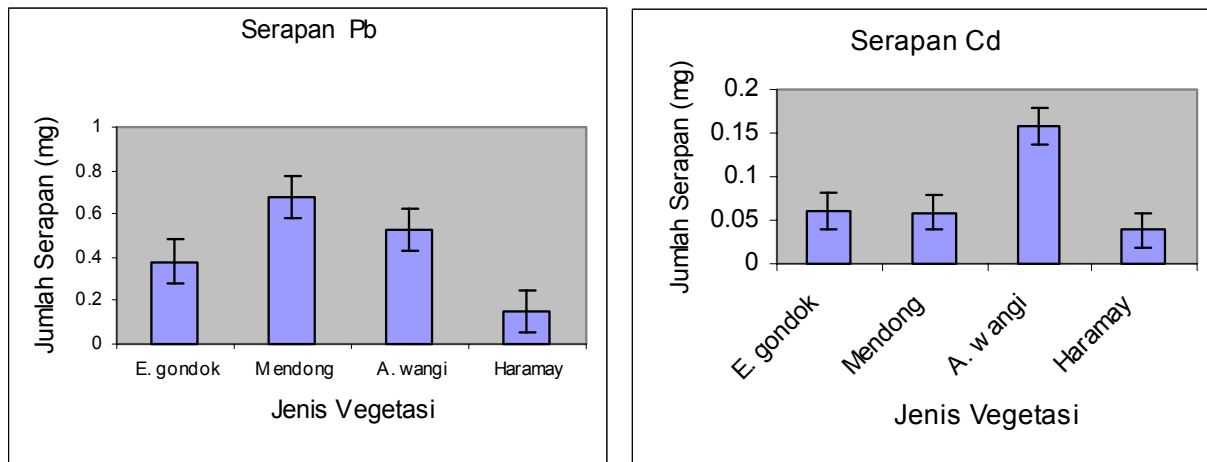 Serapan Pb
Jumlah Serapan (mg)
1
0.8
0.6
0.4
0.2
0
E. gondok Mendong A. wangi Haramay
Jenis Vegetasi
Serapan Cd
Jumlah Serapan (mg)
0.2
0.15
0.1
0.05
0
E. gondok
Mendong
A. wangi
Haramay
Jenis Vegetasi